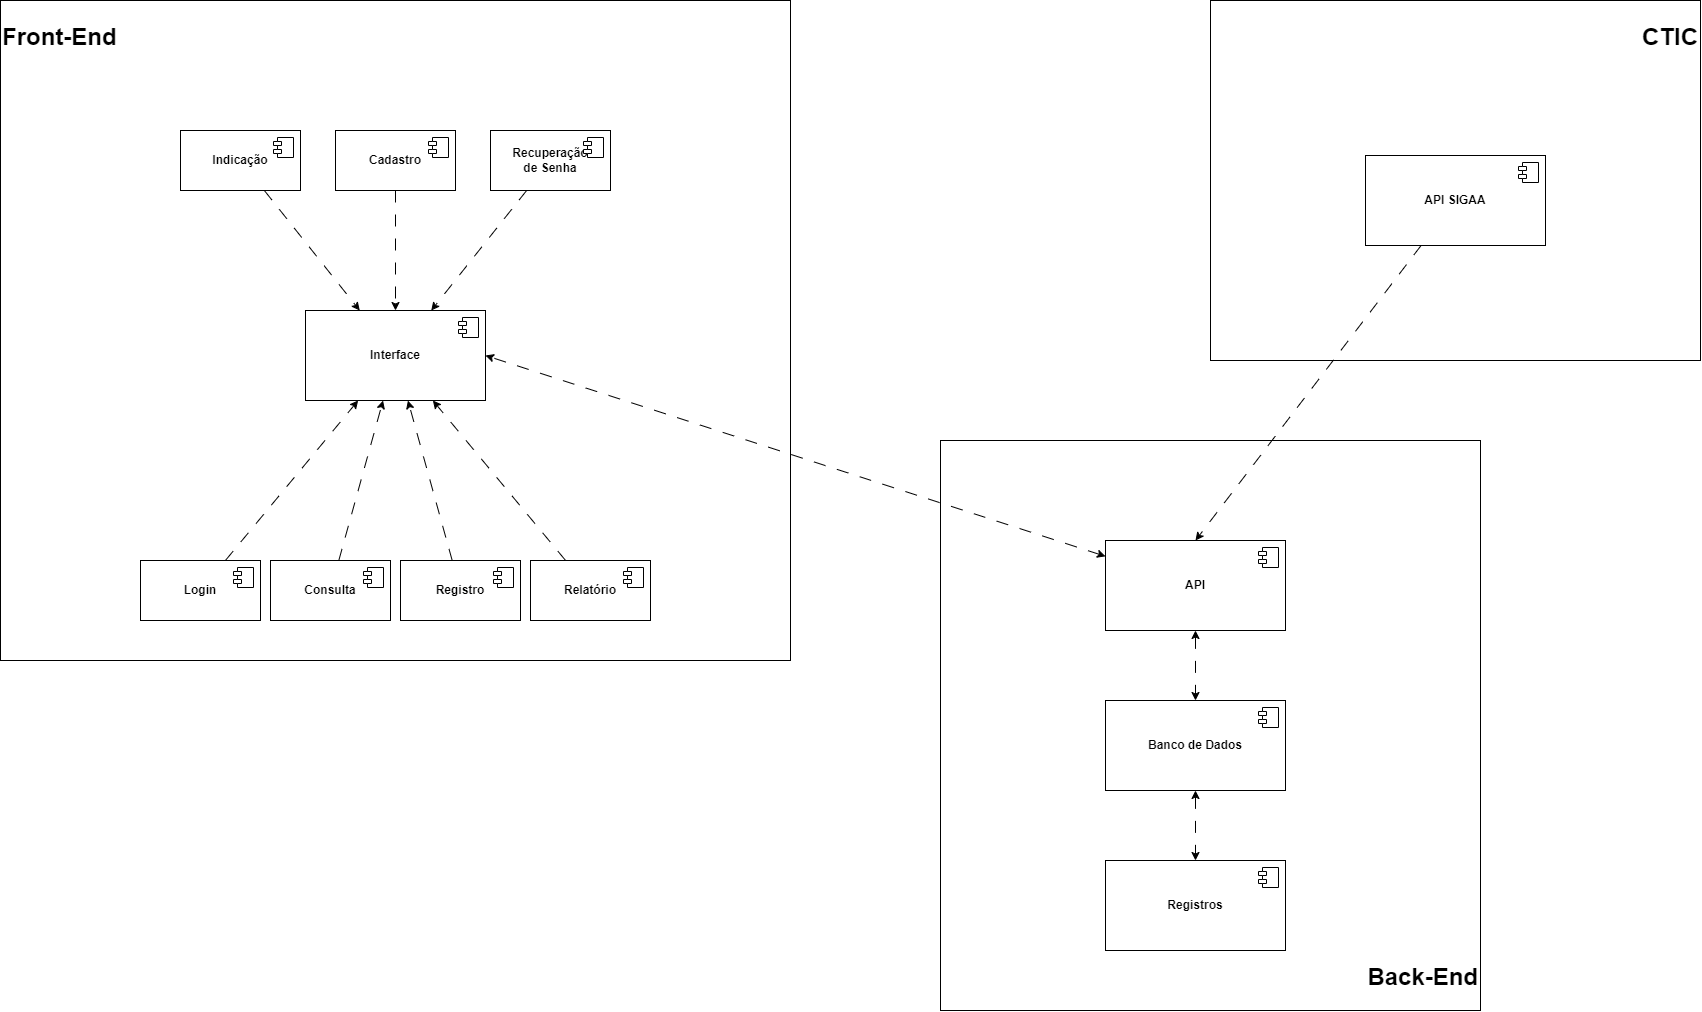 Front-End
CTIC
Indicação
Cadastro
Recuperação
de Senha
API SIGAA
Interface
Login
Consulta
Registro
Relatório
API
Banco de Dados
Registros
Back-End